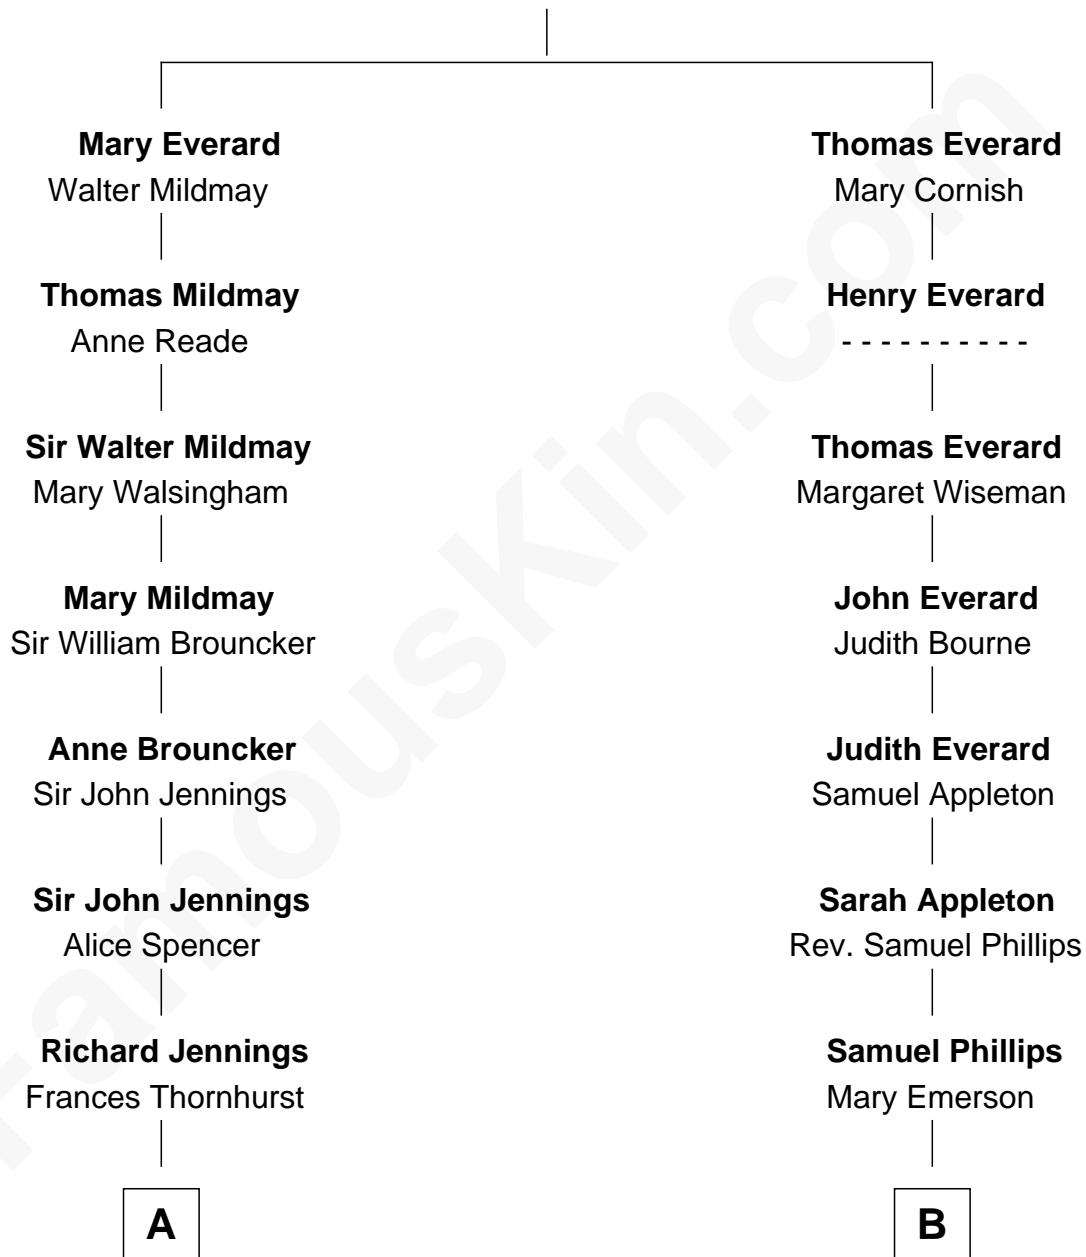 Mary Everard
Walter Mildmay
Thomas Mildmay
Anne Reade
Sir Walter Mildmay
Mary Walsingham
Mary Mildmay
Sir William Brouncker
Anne Brouncker
Sir John Jennings
Sir John Jennings
Alice Spencer
Richard Jennings
Frances Thornhurst
A
Thomas Everard
Mary Cornish
Henry Everard
- - - - - - - - - -
Thomas Everard
Margaret Wiseman
John Everard
Judith Bourne
Judith Everard
Samuel Appleton
Sarah Appleton
Rev. Samuel Phillips
Samuel Phillips
Mary Emerson
B
FamousKin.com